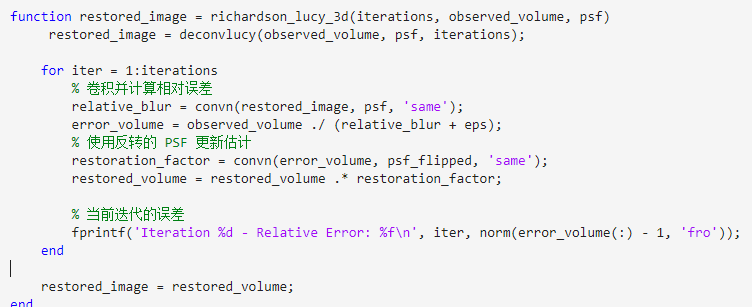 function restored_image = richardson_lucy_3d(iterations, observed_volume, psf)
restored_image = deconvlucy(observed_volume, psf, iterations);
for iter = 1:iterations
% 卷积并计算相对误差
relative_blur = convn(restored_image, psf, 'same');
error_volume = observed_volume ./ (relative_blur + eps);
% 使用反转的 PSF 更新估计
restoration_factor = convn(error_volume, psf_flipped, 'same');
restored_volume = restored_volume .* restoration_factor;
% 当前迭代的误差
fprintf('Iteration %d - Relative Error: %f\n', iter, norm(error_volume(:) - 1, 'fro'));
end
restored_image = restored_volume;
end